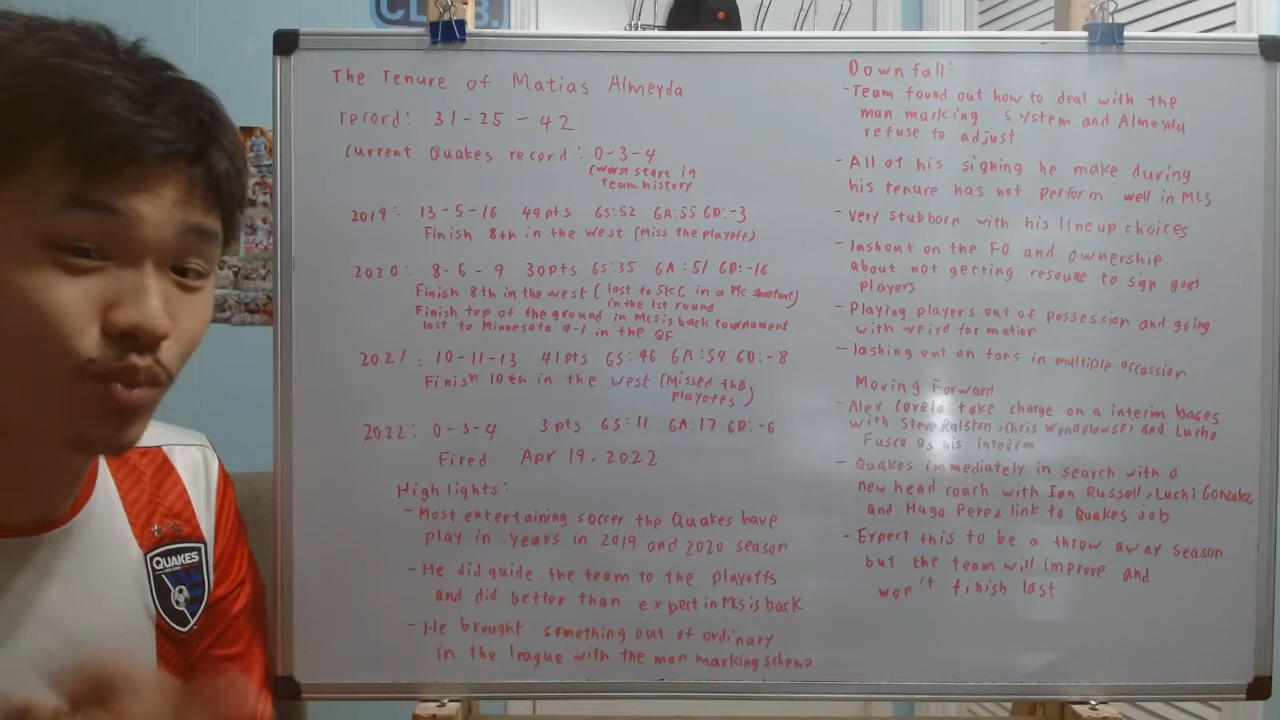 CLUB.
The Tenure of Matias Almeyda
record: 31-25-42
Current Quakes record: 0-3-4
(worst start in
team history
2019: 13-5-16 44pts GS:52 GA:55 GD:-3
Finish 8th in the west (Miss the playoff)
2020: 8-6-9 30pts GS:35 GA:51 GD:-16
Finish 8th in the west (lost to SKC in a PK shootout)
in the 1st round
Finish top of the ground in MLS is back tournament
lost to Minnesota 4-1 in the QF
2021: 10-11-13 41pts GS:46 GA:54 GD:-8
Finish 10th in the west (Missed the
playoffs)
2022: 0-3-4 3pts GS:11 GA:17 GD:-6
Fired Apr 19, 2022
Highlights:
-Most entertaining soccer the Quakes have
play in years in 2019 and 2020 season
-He did guide the team to the playoffs
and did better than expect in MLS is back
-He brought something out of ordinary
in the league with the man marking scheme
Downfall:
-Team found out how to deal with the
man marking system and Almeyda
refuse to adjust
-All of his signing he make during
his tenure has not perform well in MLS
-very stubborn with his lineup choices
-lashout on the FO and ownership
about not getting resource to sign good
players
-Playing players out of possession and going
with weird formation
-lashing out on fans in multiple occassion
Moving Forward
-Alex Covelo take charge on a interim bases
with Steve Ralston, Chris Wondolowski and Lucho
Fusco as his interim
-Quakes immediately in search with a
new head coach with Ian Russell, Luchi Gonzalez,
and Hugo Perez link to Quakes job
-Expect this to be a throw away season
but the team will improve and
won't finish last
QUAKES